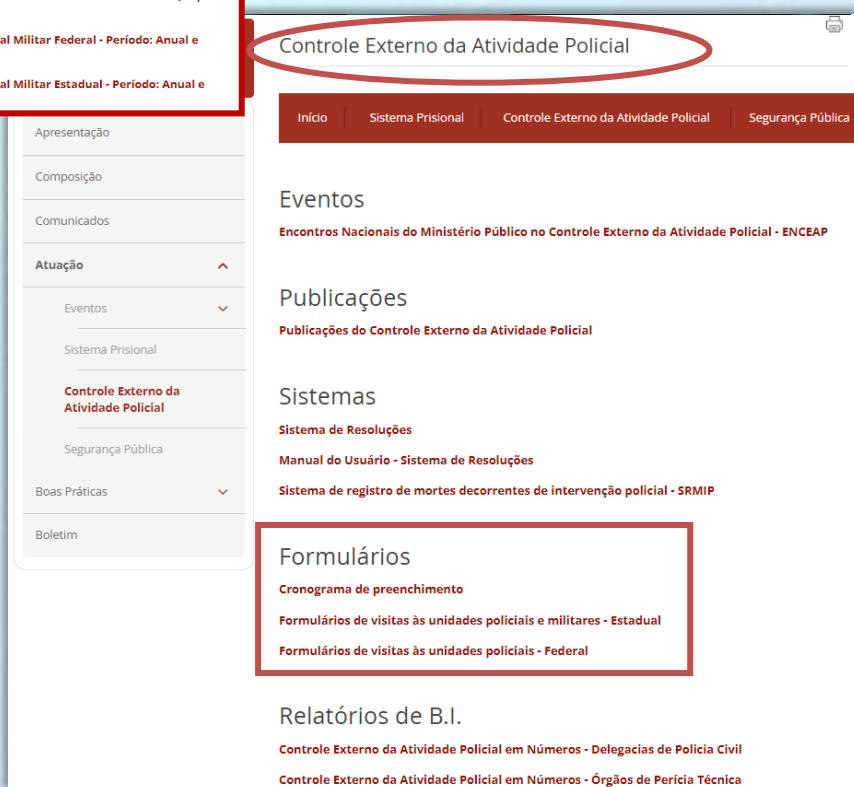 al Militar Federal - Período: Anual e
al Militar Estadual - Período: Anual e
Controle Externo da Atividade Policial
Início
Sistema Prisional
Controle Externo da Atividade Policial
Segurança Pública
Apresentação
Composição
Comunicados
Atuação
Eventos
Sistema Prisional
Controle Externo da
Atividade Policial
Segurança Pública
Boas Práticas
Boletim
Eventos
Encontros Nacionais do Ministério Público no Controle Externo da Atividade Policial - ENCEAP
Publicações
Publicações do Controle Externo da Atividade Policial
Sistemas
Sistema de Resoluções
Manual do Usuário - Sistema de Resoluções
Sistema de registro de mortes decorrentes de intervenção policial - SRMIP
Formulários
Cronograma de preenchimento
Formulários de visitas às unidades policiais e militares - Estadual
Formulários de visitas às unidades policiais - Federal
Relatórios de B.I.
Controle Externo da Atividade Policial em Números - Delegacias de Policia Civil
Controle Externo da Atividade Policial em Números - Órgãos de Perícia Técnica